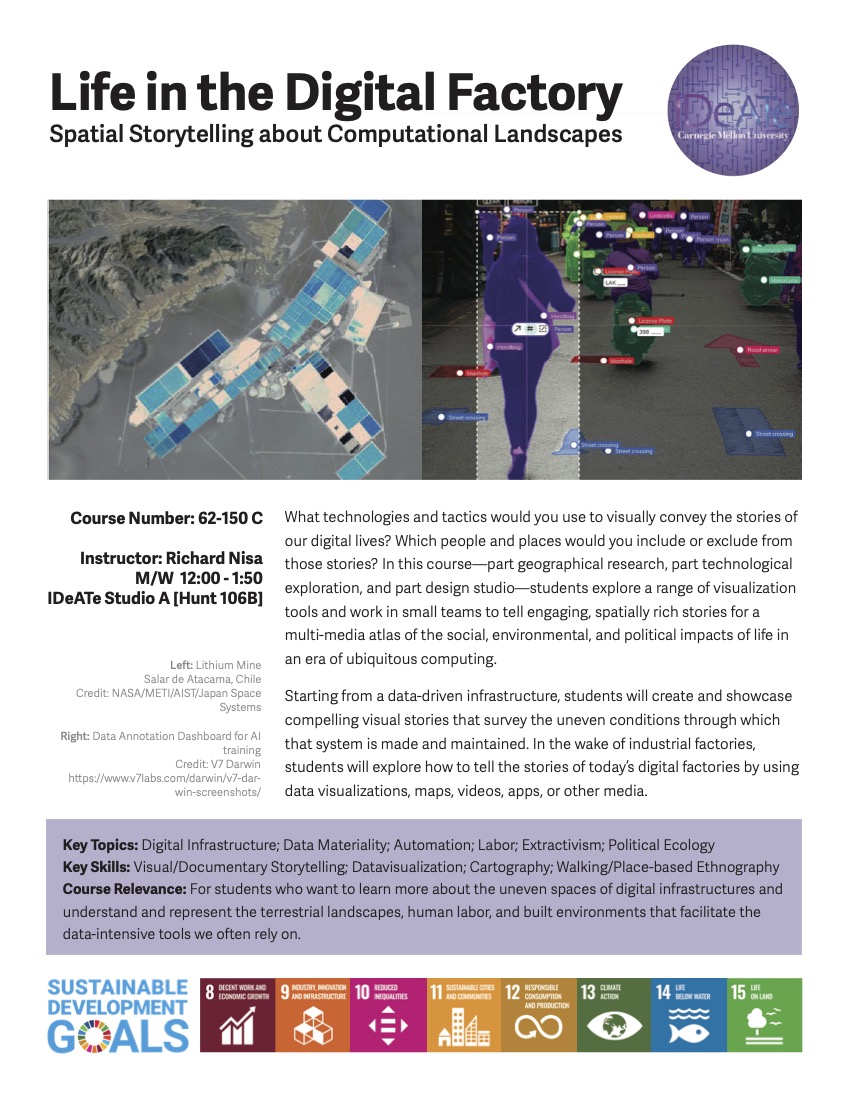 Life in the Digital Factory
Spatial Storytelling about Computational Landscapes
IDeATe
Carnegie Mellon University
Person
Person
Umbrella
Person
Person
Person
Person
Person
Person
License Plate
LAK
Motorcycle
Handbag
Person
Handbag
License Plate
398
Manhole
Manhole
Road arrow
Street crossing
Street crossing
Street crossing
Street crossing
Course Number: 62-150 C
Instructor: Richard Nisa
M/W 12:00 - 1:50
IDeATe Studio A [Hunt 106B]
Left: Lithium Mine
Salar de Atacama, Chile
Credit: NASA/METI/AIST/Japan Space
Systems
Right: Data Annotation Dashboard for AI
training
Credit: V7 Darwin
https://www.v7labs.com/darwin/v7-dar-
win-screenshots/
What technologies and tactics would you use to visually convey the stories of
our digital lives? Which people and places would you include or exclude from
those stories? In this course—part geographical research, part technological
exploration, and part design studio—students explore a range of visualization
tools and work in small teams to tell engaging, spatially rich stories for a
multi-media atlas of the social, environmental, and political impacts of life in
an era of ubiquitous computing.
Starting from a data-driven infrastructure, students will create and showcase
compelling visual stories that survey the uneven conditions through which
that system is made and maintained. In the wake of industrial factories,
students will explore how to tell the stories of today's digital factories by using
data visualizations, maps, videos, apps, or other media.
Key Topics: Digital Infrastructure; Data Materiality; Automation; Labor; Extractivism; Political Ecology
Key Skills: Visual/Documentary Storytelling; Datavisualization; Cartography; Walking/Place-based Ethnography
Course Relevance: For students who want to learn more about the uneven spaces of digital infrastructures and
understand and represent the terrestrial landscapes, human labor, and built environments that facilitate the
data-intensive tools we often rely on.
SUSTAINABLE
DEVELOPMENT
GOALS
8 DECENT WORK AND
ECONOMIC GROWTH
9 INDUSTRY, INNOVATION
AND INFRASTRUCTURE
10 REDUCED
INEQUALITIES
11 SUSTAINABLE CITIES
AND COMMUNITIES
12 RESPONSIBLE
CONSUMPTION
AND PRODUCTION
13 CLIMATE
ACTION
14 LIFE
BELOW WATER
15 LIFE
ON LAND